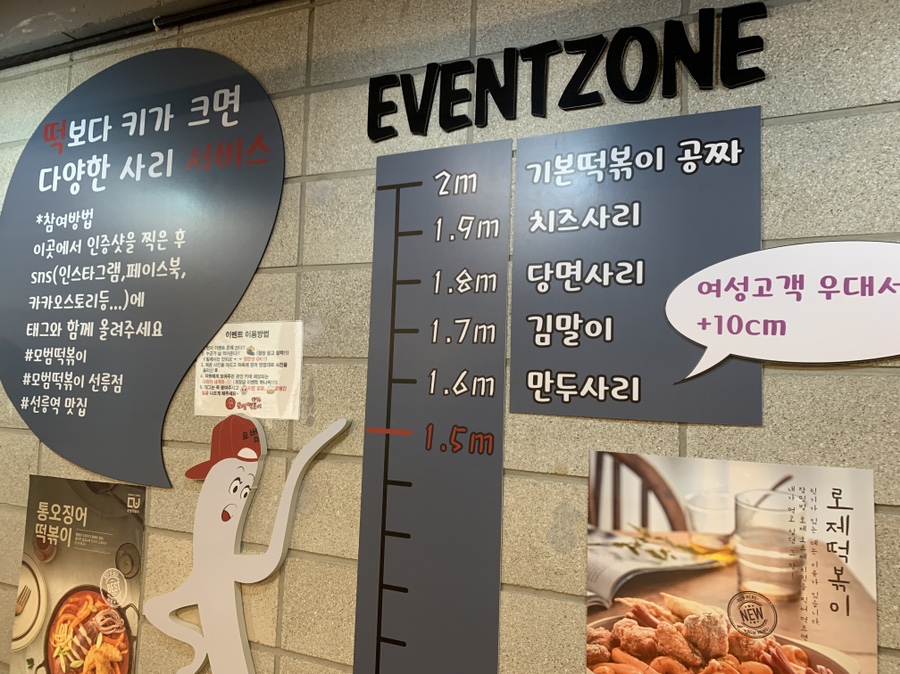 EVENTZONE
떡보다 키가 크면
다양한 사리 서비스
*참여방법
이곳에서 인증샷을 찍은 후
sns(인스타그램,페이스북,
카카오스토리등...)에
태그와 함께 올려주세요
#모범떡볶이
#모범떡볶이 선릉점
#선릉역 맛집
이벤트 이용방법
2m 기본떡볶이 공짜
1.9m 치즈사리
1.8m 당면사리
1.7m 김말이
1.6m 만두사리
1.5m
여성고객 우대서
+10cm
통오징어
떡볶이
로제떡볶이
NEW